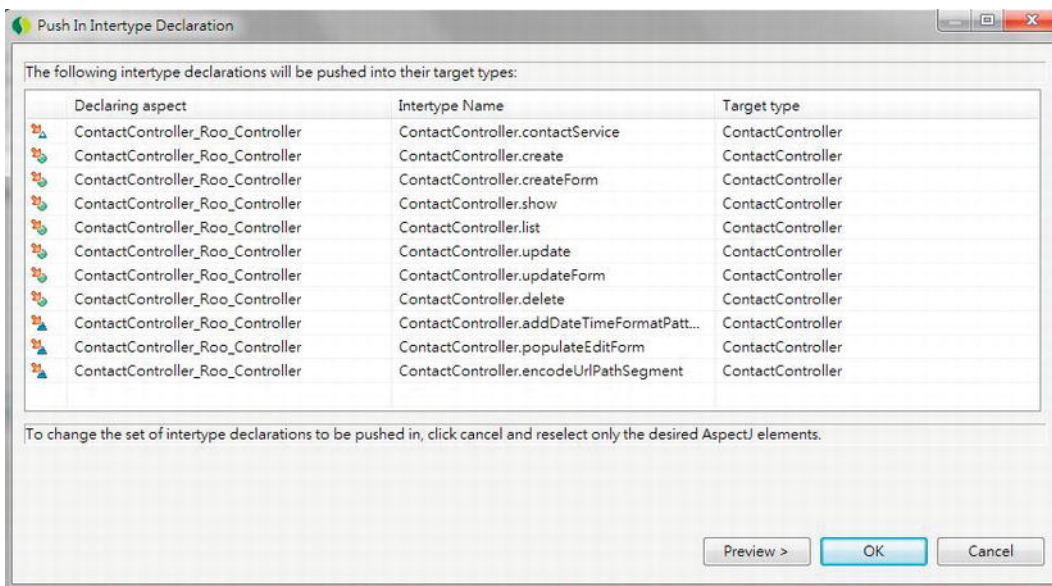 Push In Intertype Declaration
The following intertype declarations will be pushed into their target types:
Declaring aspect Intertype Name Target type
ContactController_Roo_Controller ContactController.contactService ContactController
ContactController_Roo_Controller ContactController.create ContactController
ContactController_Roo_Controller ContactController.createForm ContactController
ContactController_Roo_Controller ContactController.show ContactController
ContactController_Roo_Controller ContactController.list ContactController
ContactController_Roo_Controller ContactController.update ContactController
ContactController_Roo_Controller ContactController.updateForm ContactController
ContactController_Roo_Controller ContactController.delete ContactController
ContactController_Roo_Controller ContactController.addDateTimeFormatPatt... ContactController
ContactController_Roo_Controller ContactController.populateEditForm ContactController
ContactController_Roo_Controller ContactController.encodeUrlPathSegment ContactController
To change the set of intertype declarations to be pushed in, click cancel and reselect only the desired AspectJ elements.
Preview > OK Cancel